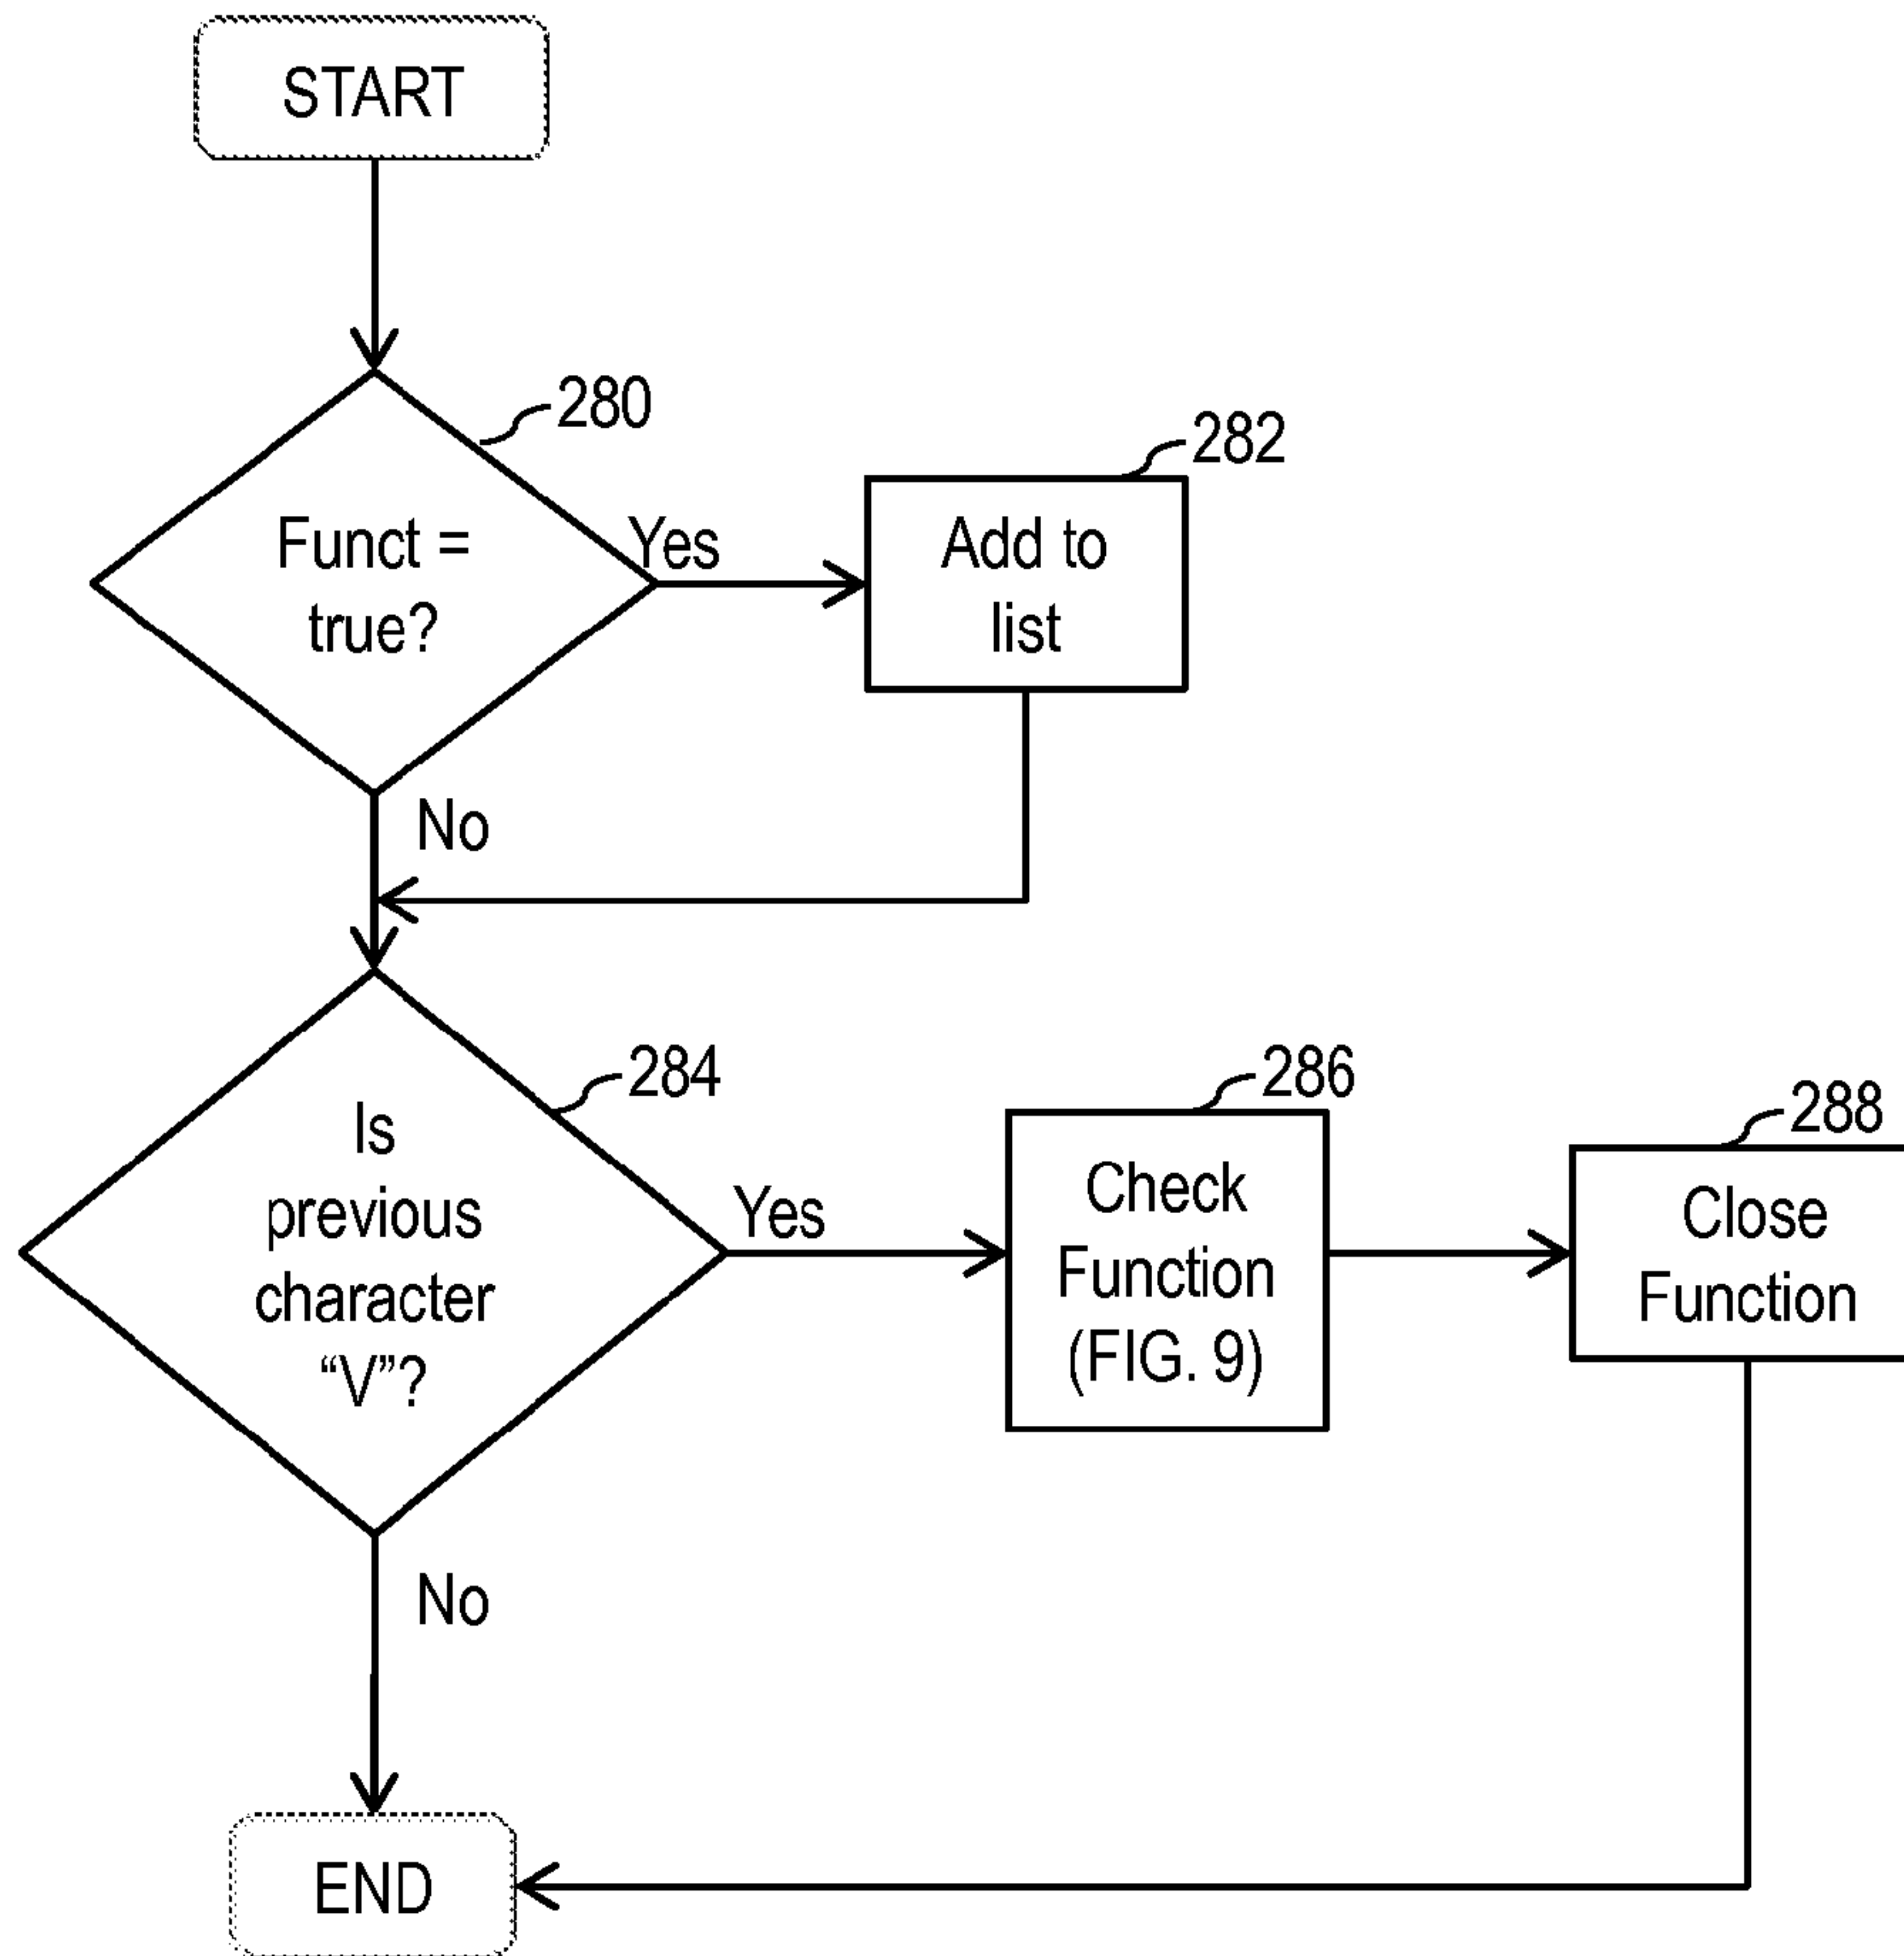 START
280
Funct =
true?
Yes
282
Add to
list
No
284
Is
previous
character
“V”?
Yes
286
Check
Function
(FIG. 9)
288
Close
Function
No
END